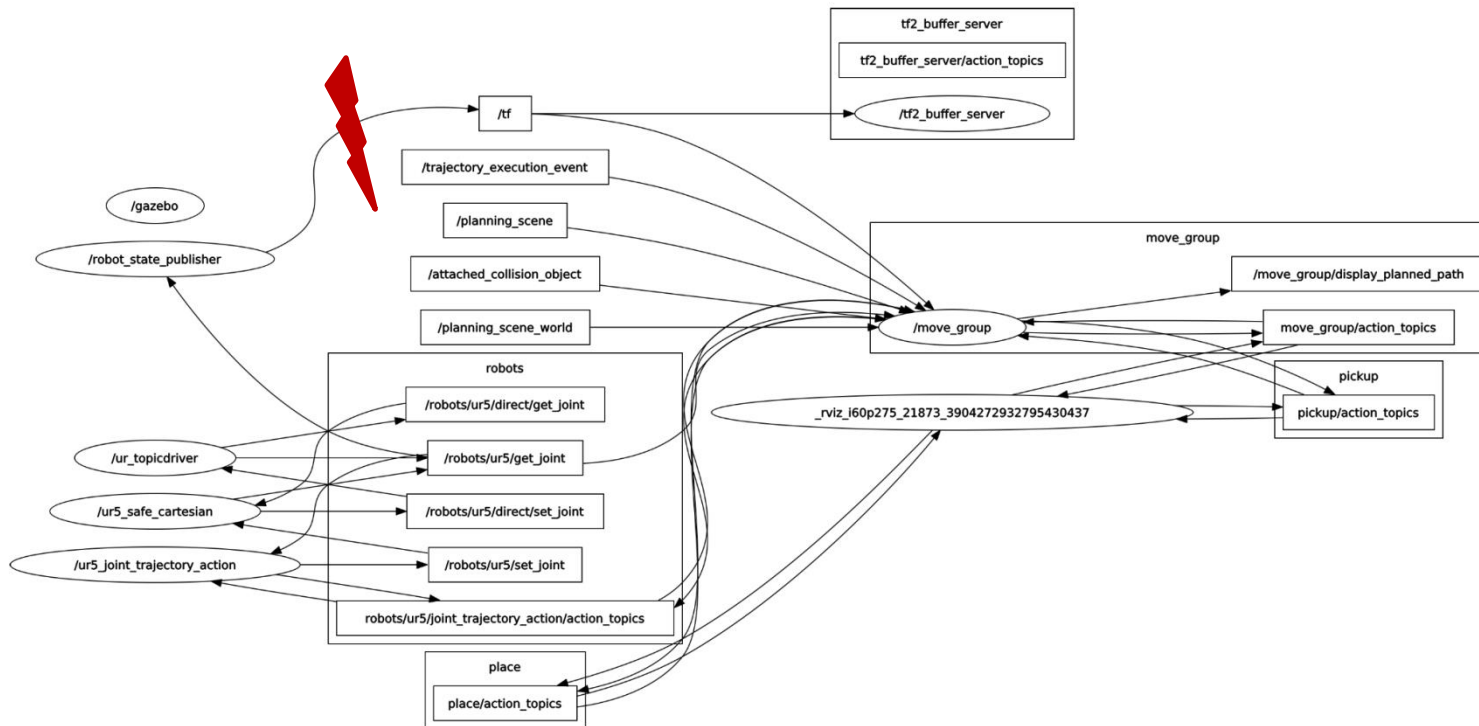 tf2_buffer_server
tf2_buffer_server/action_topics
/tf
/tf2_buffer_server
/trajectory_execution_event
/gazebo
/planning_scene
move_group
/robot_state_publisher
/attached_collision_object
/move_group/display_planned_path
/planning_scene_world
/move_group
move_group/action_topics
robots
pickup
/robots/ur5/direct/get_joint
_rviz_i60p275_21873_3904272932795430437
pickup/action_topics
/ur_topicdriver
/robots/ur5/get_joint
/ur5_safe_cartesian
/robots/ur5/direct/set_joint
/ur5_joint_trajectory_action
/robots/ur5/set_joint
robots/ur5/joint_trajectory_action/action_topics
place
place/action_topics